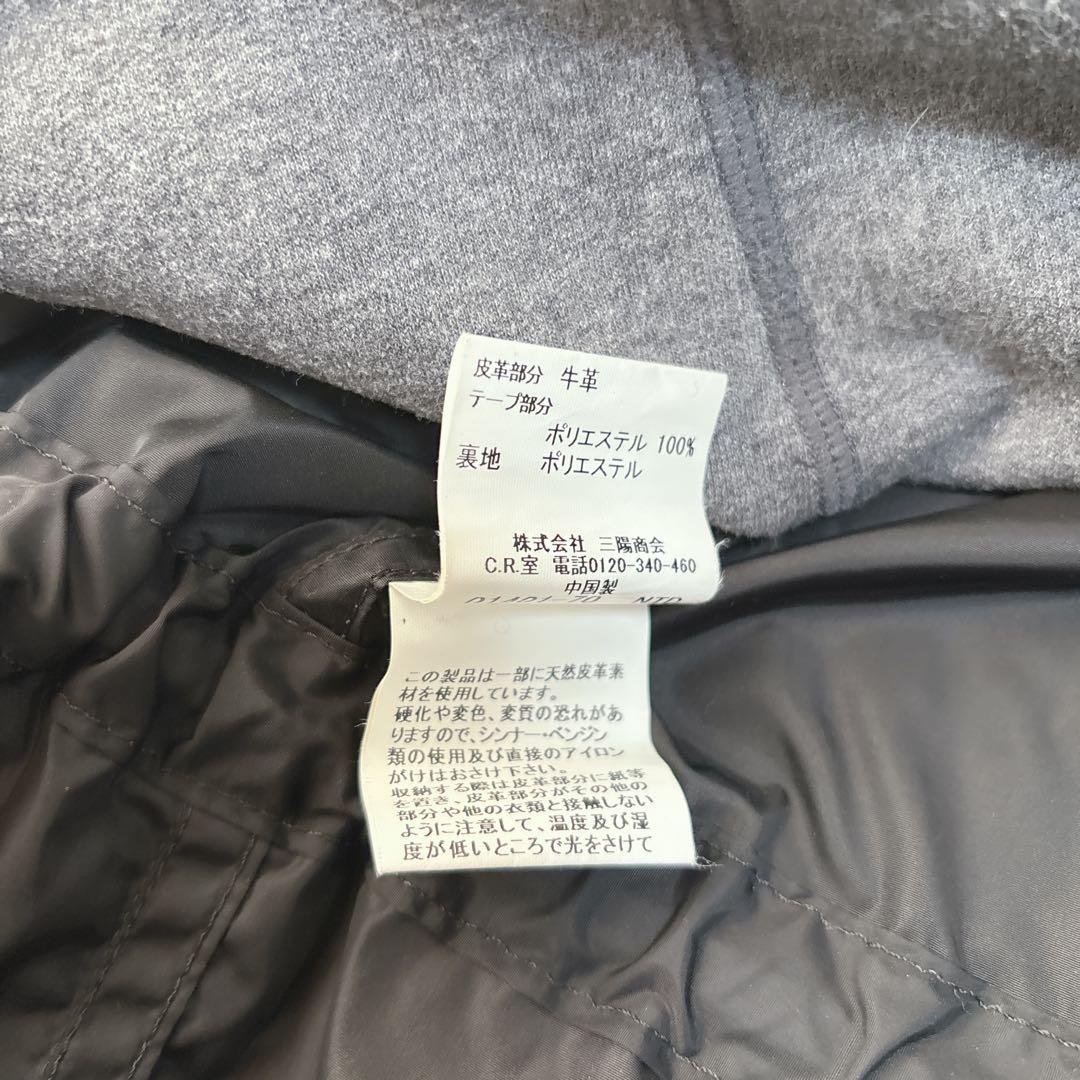 皮革部分 牛革
テープ部分
ポリエステル 100%
裏地 ポリエステル
株式会社 三陽商会
C.R.室 電話0120-340-460
中国製
この製品は一部に天然皮革素
材を使用しています。
硬化や変色、変質の恐れがあ
りますので、シンナー・ベンジン
類の使用及び直接のアイロン
がけはおさけ下さい。
収納する際は皮革部分に紙等
を置き、皮革部分がその他の
部分や他の衣類と接触しない
ように注意して、温度及び湿
度が低いところで光をさけて